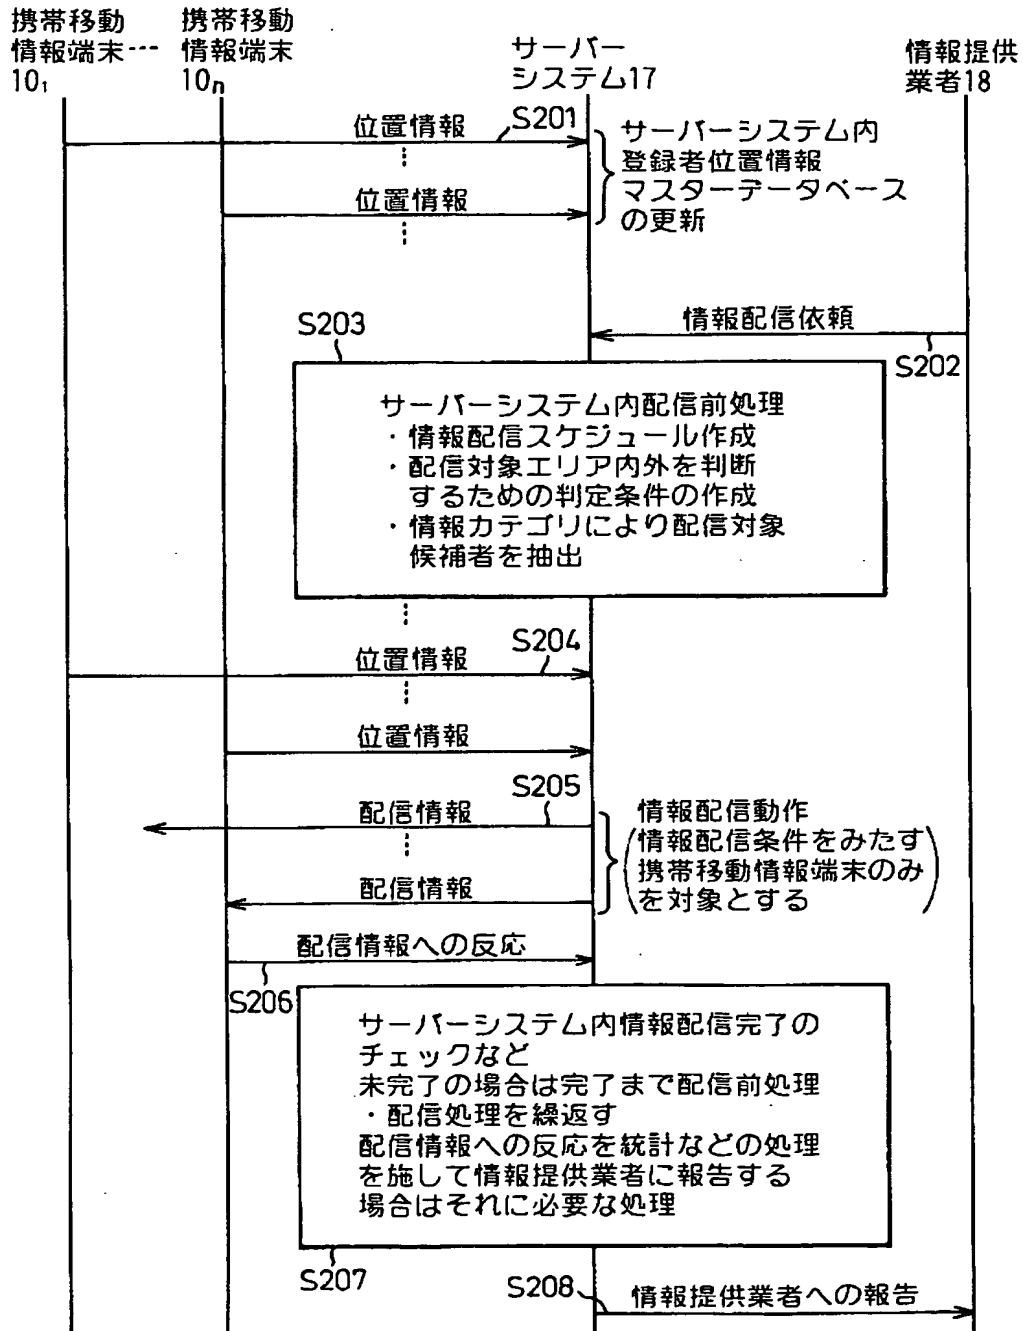 携帯移動
情報端末…
10₁
携帯移動
情報端末
10n
サーバー
システム17
情報提供
業者18
位置情報
S201
サーバーシステム内
登録者位置情報
マスターデータベース
の更新
位置情報
情報配信依頼
S202
S203
サーバーシステム内配信前処理
・情報配信スケジュール作成
・配信対象エリア内外を判断
するための判定条件の作成
・情報カテゴリにより配信対象
候補者を抽出
位置情報
S204
位置情報
S205
配信情報
情報配信動作
(情報配信条件をみたす
携帯移動情報端末のみ
を対象とする)
配信情報
配信情報への反応
S206
サーバーシステム内情報配信完了の
チェックなど
未完了の場合は完了まで配信前処理
・配信処理を繰返す
配信情報への反応を統計などの処理
を施して情報提供業者に報告する
場合はそれに必要な処理
S207
S208
情報提供業者への報告